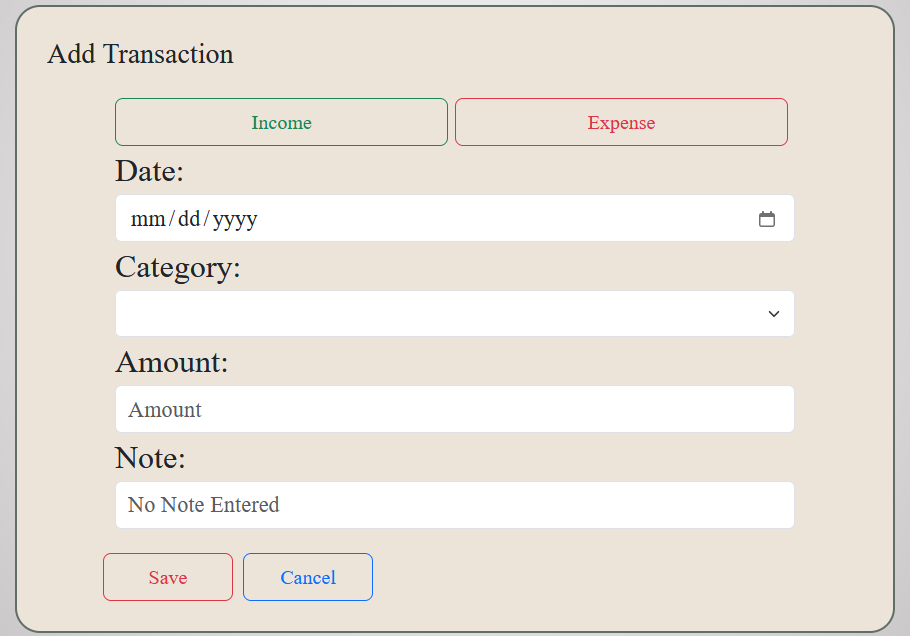 Add Transaction
Income Expense
Date:
mm/dd/yyyy
Category:
Amount:
Amount
Note:
No Note Entered
Save Cancel